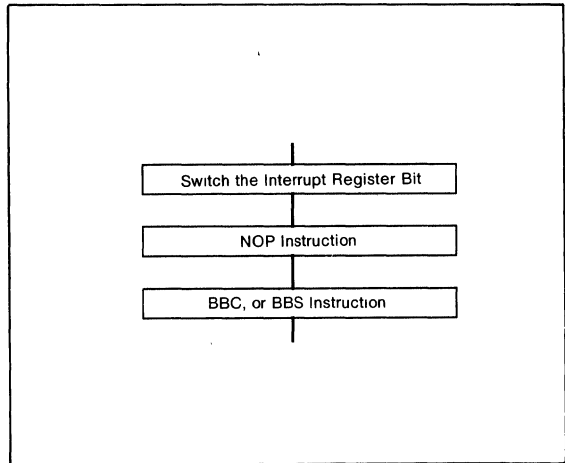 Switch the Interrupt Register Bit
NOP Instruction
BBC, or BBS Instruction